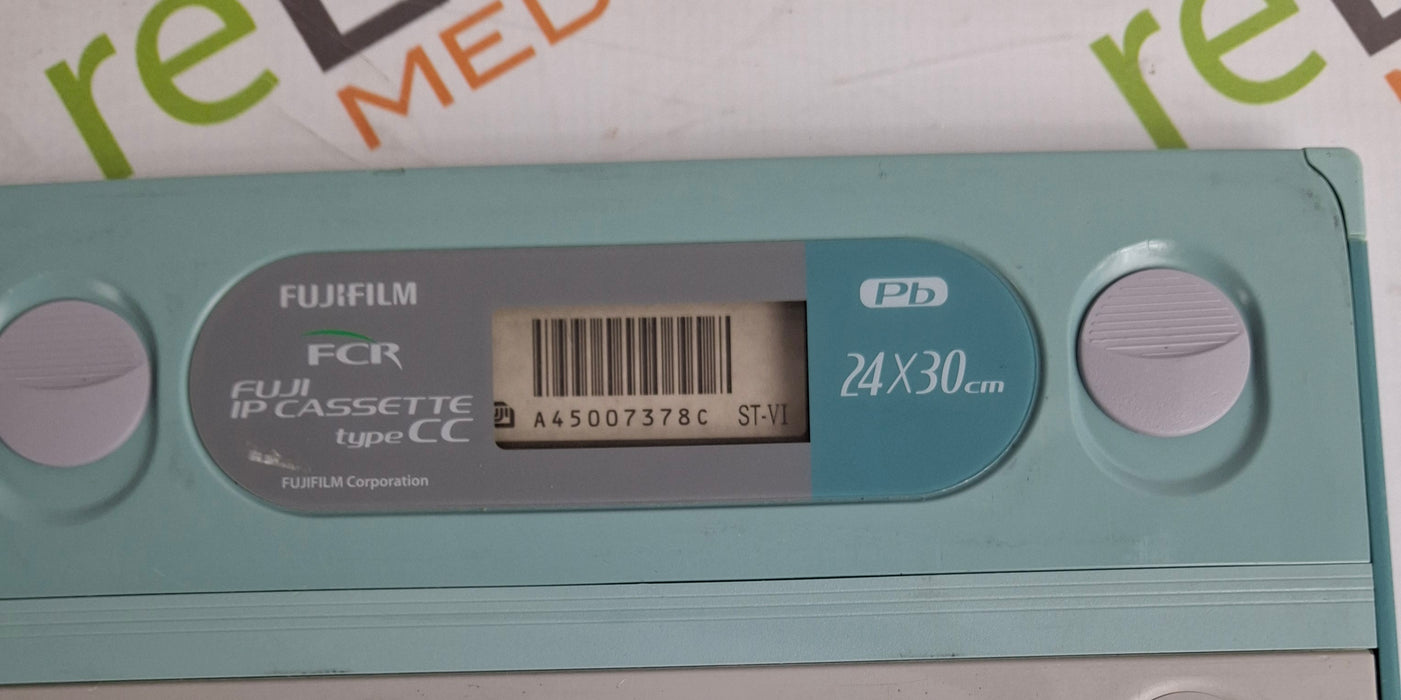 re
MED
re
FUJIFILM
FCR
FUJI
IP CASSETTE
type CC
FUJIFILM Corporation
A45007378C ST-VI
Pb
24X30cm